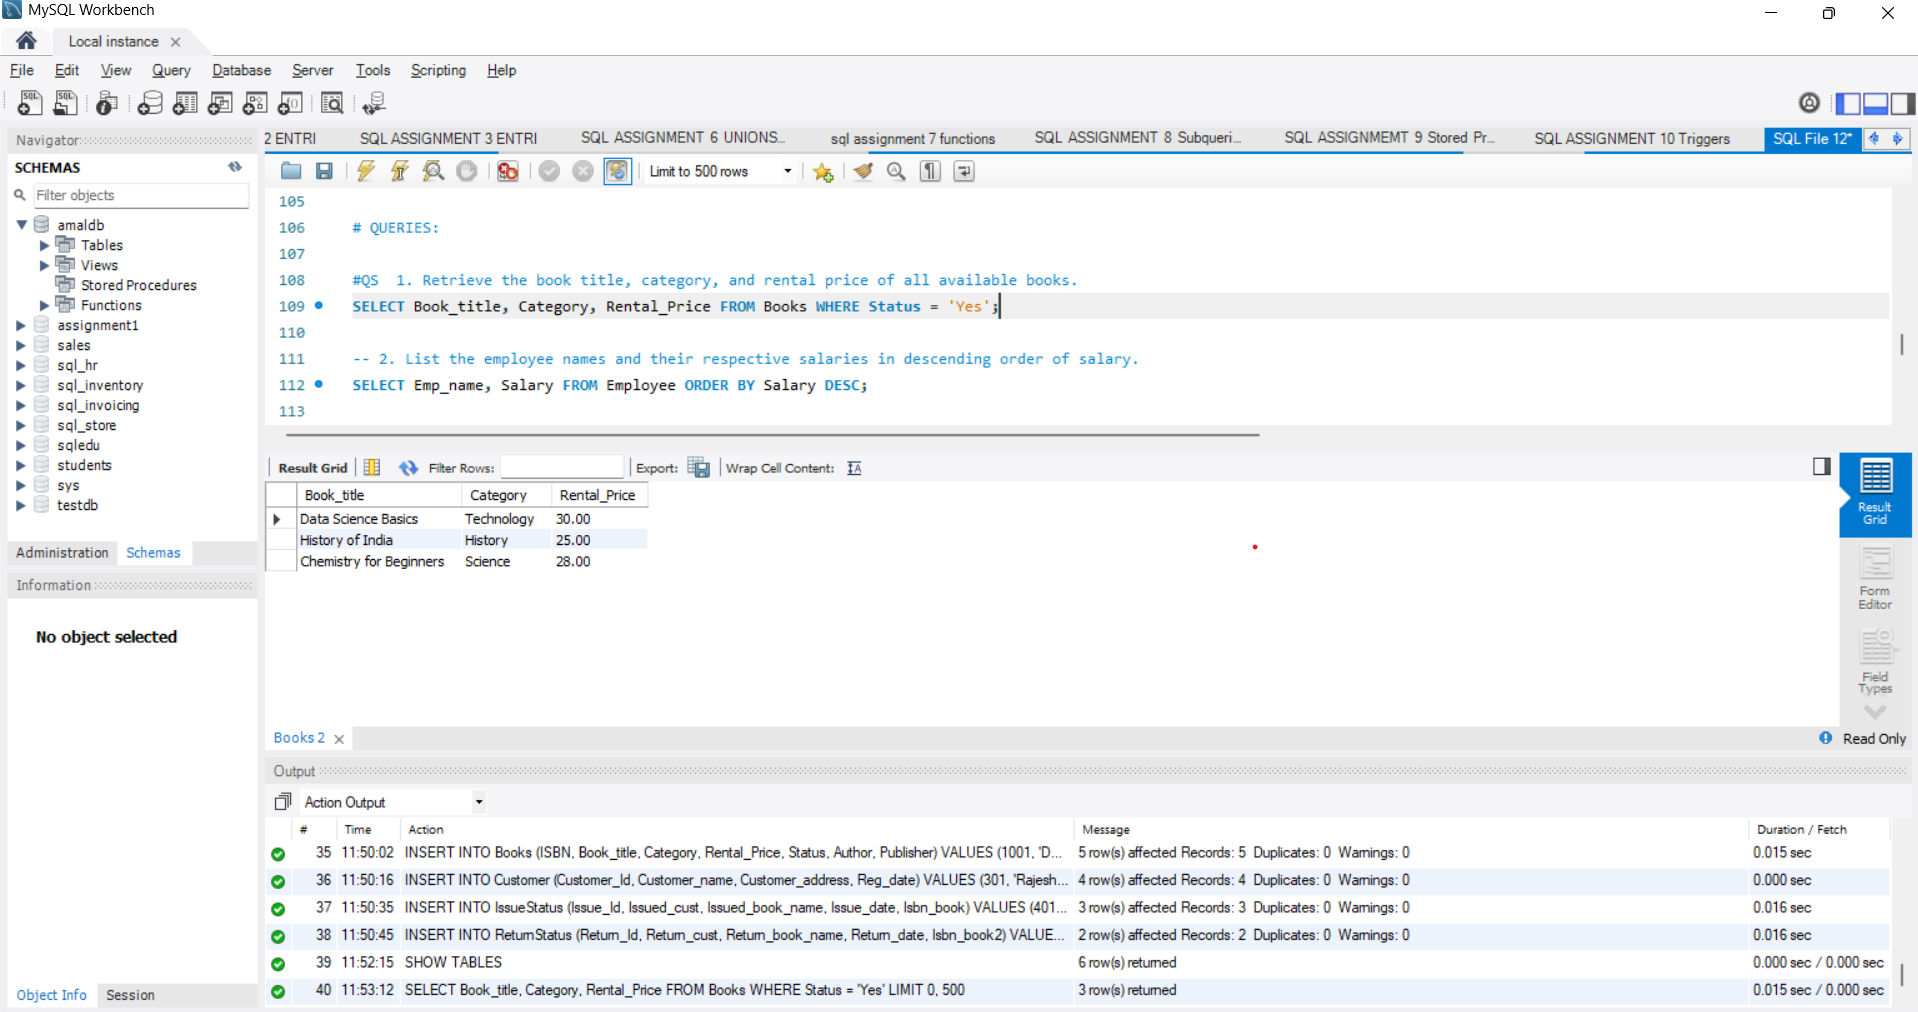 MySQL Workbench
Local instance
File Edit View Query Database Server Tools Scripting Help
Navigator
2 ENTRI SQL ASSIGNMENT 3 ENTRI SQL ASSIGNMENT 6 UNIONS... sql assignment 7 functions SQL ASSIGNMENT 8 Subqueri... SQL ASSIGNMEMT 9 Stored Pr... SQL ASSIGNMENT 10 Triggers SQL File 12*
SCHEMAS
Limit to 500 rows
Filter objects
amaldb
Tables
Views
Stored Procedures
Functions
assignment1
sales
sql_hr
sql_inventory
sql_invoicing
sql_store
sqledu
students
sys
testdb
Administration Schemas
Information
No object selected
Object Info Session
105
106 # QUERIES:
107
108 #QS 1. Retrieve the book title, category, and rental price of all available books.
109 SELECT Book_title, Category, Rental_Price FROM Books WHERE Status = 'Yes';
110
111 -- 2. List the employee names and their respective salaries in descending order of salary.
112 SELECT Emp_name, Salary FROM Employee ORDER BY Salary DESC;
113
Result Grid Filter Rows: Export: Wrap Cell Content:
Book_title Category Rental_Price
Data Science Basics Technology 30.00
History of India History 25.00
Chemistry for Beginners Science 28.00
Result
Grid
Form
Editor
Field
Types
Books 2
Read Only
Output
Action Output
# Time Action Message Duration / Fetch
35 11:50:02 INSERT INTO Books (ISBN, Book_title, Category, Rental_Price, Status, Author, Publisher) VALUES (1001, 'D... 5 row(s) affected Records: 5 Duplicates: 0 Warnings: 0 0.015 sec
36 11:50:16 INSERT INTO Customer (Customer_Id, Customer_name, Customer_address, Reg_date) VALUES (301, 'Rajesh... 4 row(s) affected Records: 4 Duplicates: 0 Warnings: 0 0.000 sec
37 11:50:35 INSERT INTO IssueStatus (Issue_Id, Issued_cust, Issued_book_name, Issue_date, Isbn_book) VALUES (401... 3 row(s) affected Records: 3 Duplicates: 0 Warnings: 0 0.016 sec
38 11:50:45 INSERT INTO ReturnStatus (Return_Id, Return_cust, Return_book_name, Return_date, Isbn_book2) VALUE... 2 row(s) affected Records: 2 Duplicates: 0 Warnings: 0 0.016 sec
39 11:52:15 SHOW TABLES 6 row(s) returned 0.000 sec / 0.000 sec
40 11:53:12 SELECT Book_title, Category, Rental_Price FROM Books WHERE Status = 'Yes' LIMIT 0, 500 3 row(s) returned 0.015 sec / 0.000 sec